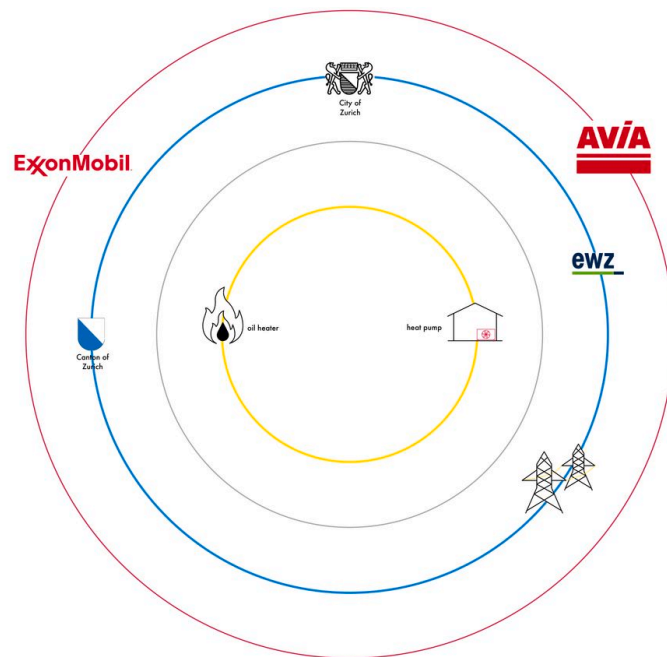 City of
Zurich
ExxonMobil
AVIA
ewz
oil heater
heat pump
Canton of
Zurich